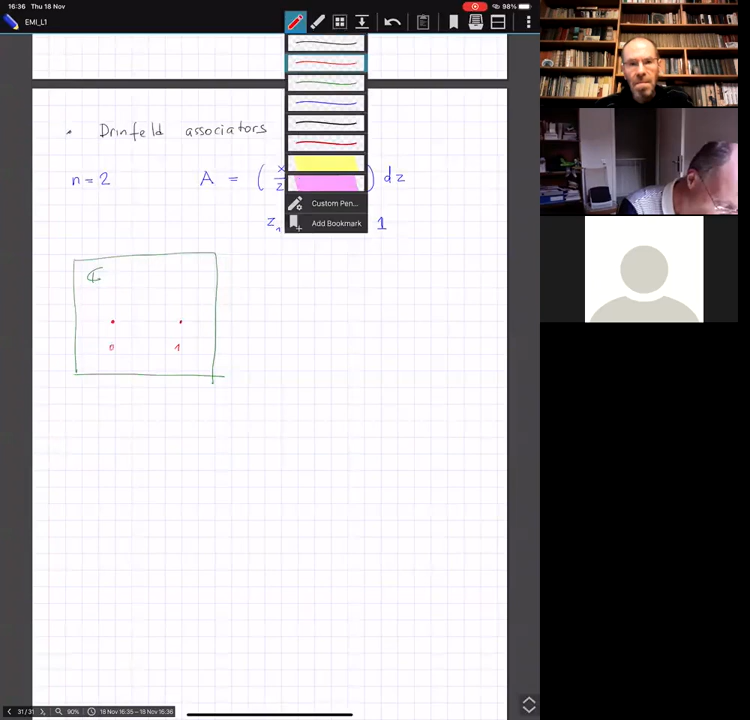 16:36 Thu 18 Nov
98%
EMI_L1
• Drinfeld associators
n = 2 A = ( x z ) dz
z₁ 1
Custom Pen...
Add Bookmark
ℂ
0 1
31/31 90% 18 Nov 16:35 – 18 Nov 16:36